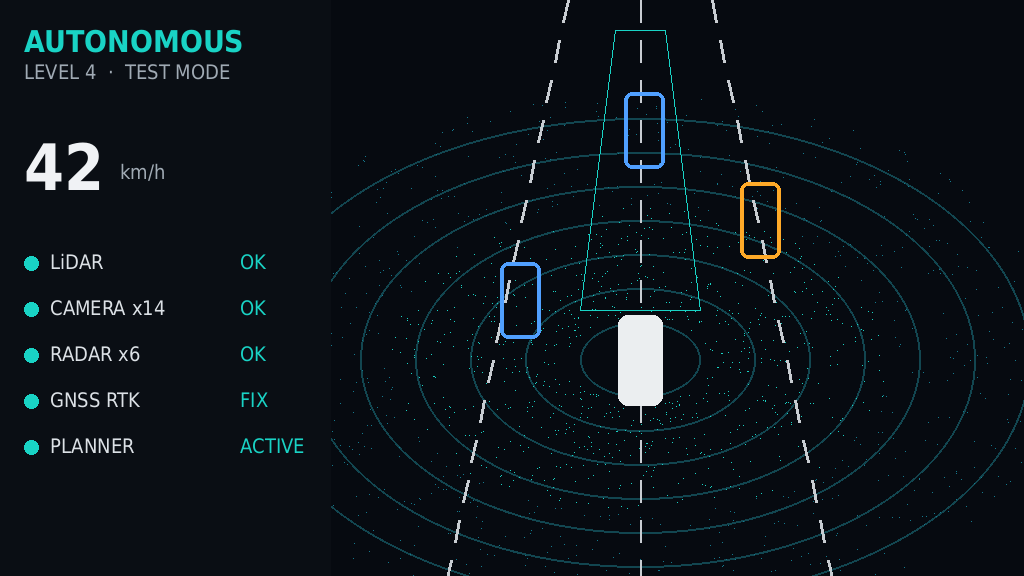 AUTONOMOUS
LEVEL 4 · TEST MODE
42 km/h
LiDAR OK
CAMERA x14 OK
RADAR x6 OK
GNSS RTK FIX
PLANNER ACTIVE